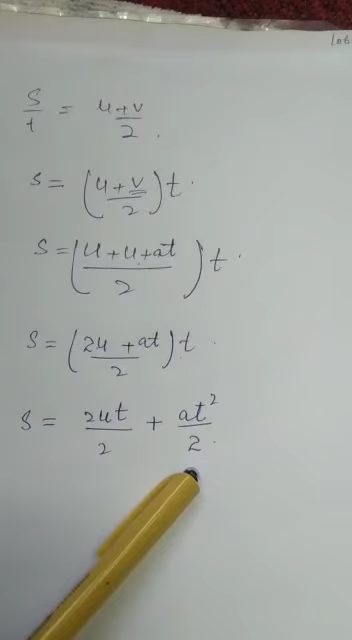 S/t = u+v/2.
s = (u+v/2)t.
s = (u+u+at/2)t.
s = (2u+at/2)t.
s = 2ut/2 + at²/2.